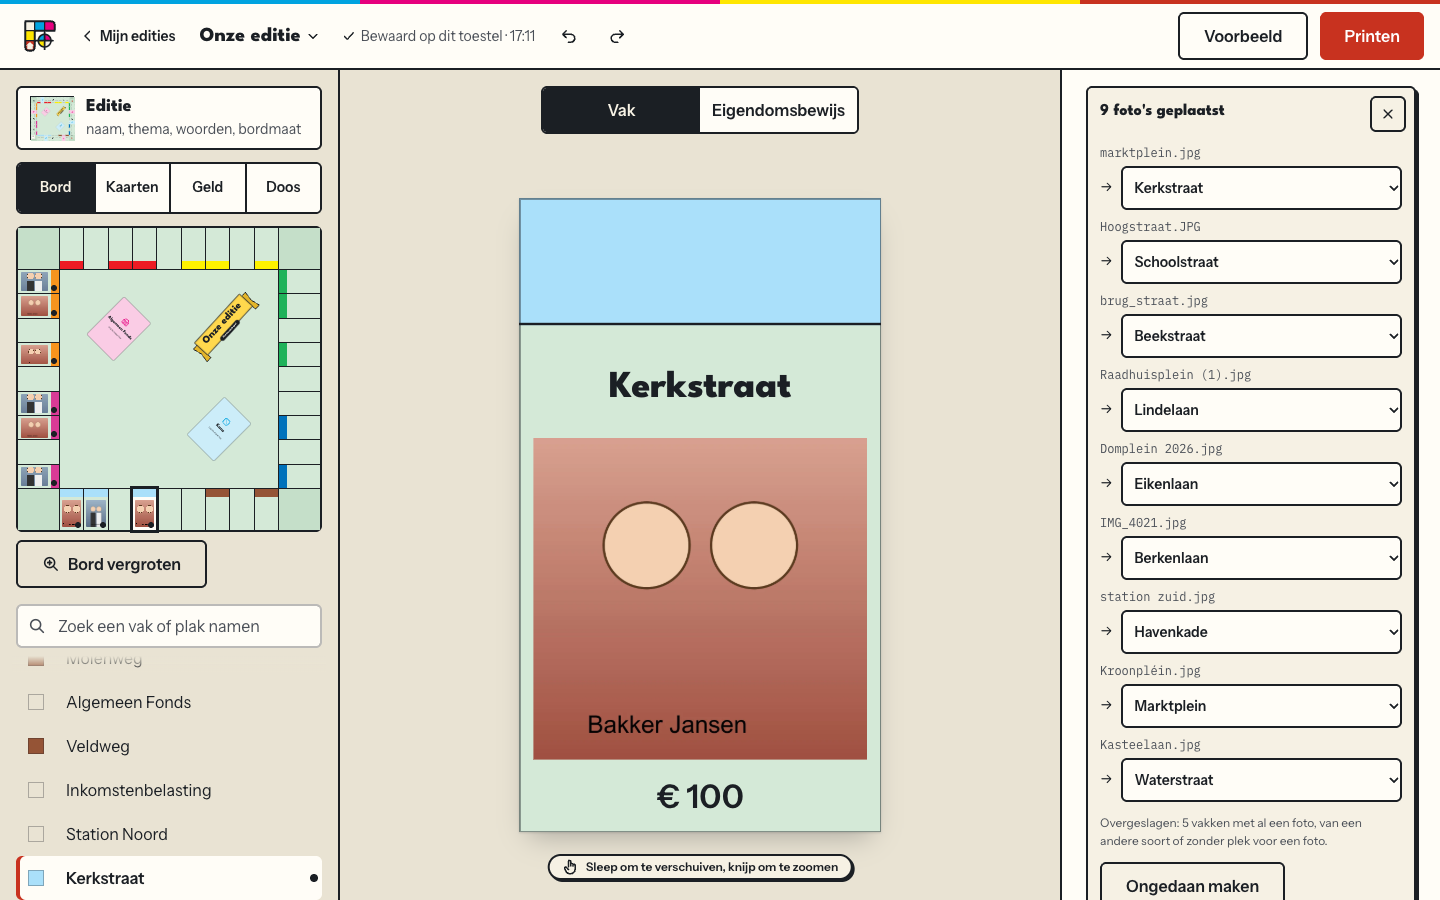 Mijn edities
Onze editie
Bewaard op dit toestel · 17:11
Voorbeeld
Printen
Editie
naam, thema, woorden, bordmaat
Bord
Kaarten
Geld
Doos
Algemeen Fonds
Onze editie
Bord vergroten
Zoek een vak of plak namen
Molenweg
Algemeen Fonds
Veldweg
Inkomstenbelasting
Station Noord
Kerkstraat
Vak
Eigendomsbewijs
Kerkstraat
Bakker Jansen
€ 100
Sleep om te verschuiven, knijp om te zoomen
9 foto's geplaatst
marktplein.jpg
→ Kerkstraat
Hoogstraat.JPG
→ Schoolstraat
brug_straat.jpg
→ Beekstraat
Raadhuisplein (1).jpg
→ Lindelaan
Domplein 2026.jpg
→ Eikenlaan
IMG_4021.jpg
→ Berkenlaan
station zuid.jpg
→ Havenkade
Kroonpléin.jpg
→ Marktplein
Kasteelaan.jpg
→ Waterstraat
Overgeslagen: 5 vakken met al een foto, van een
andere soort of zonder plek voor een foto.
Ongedaan maken